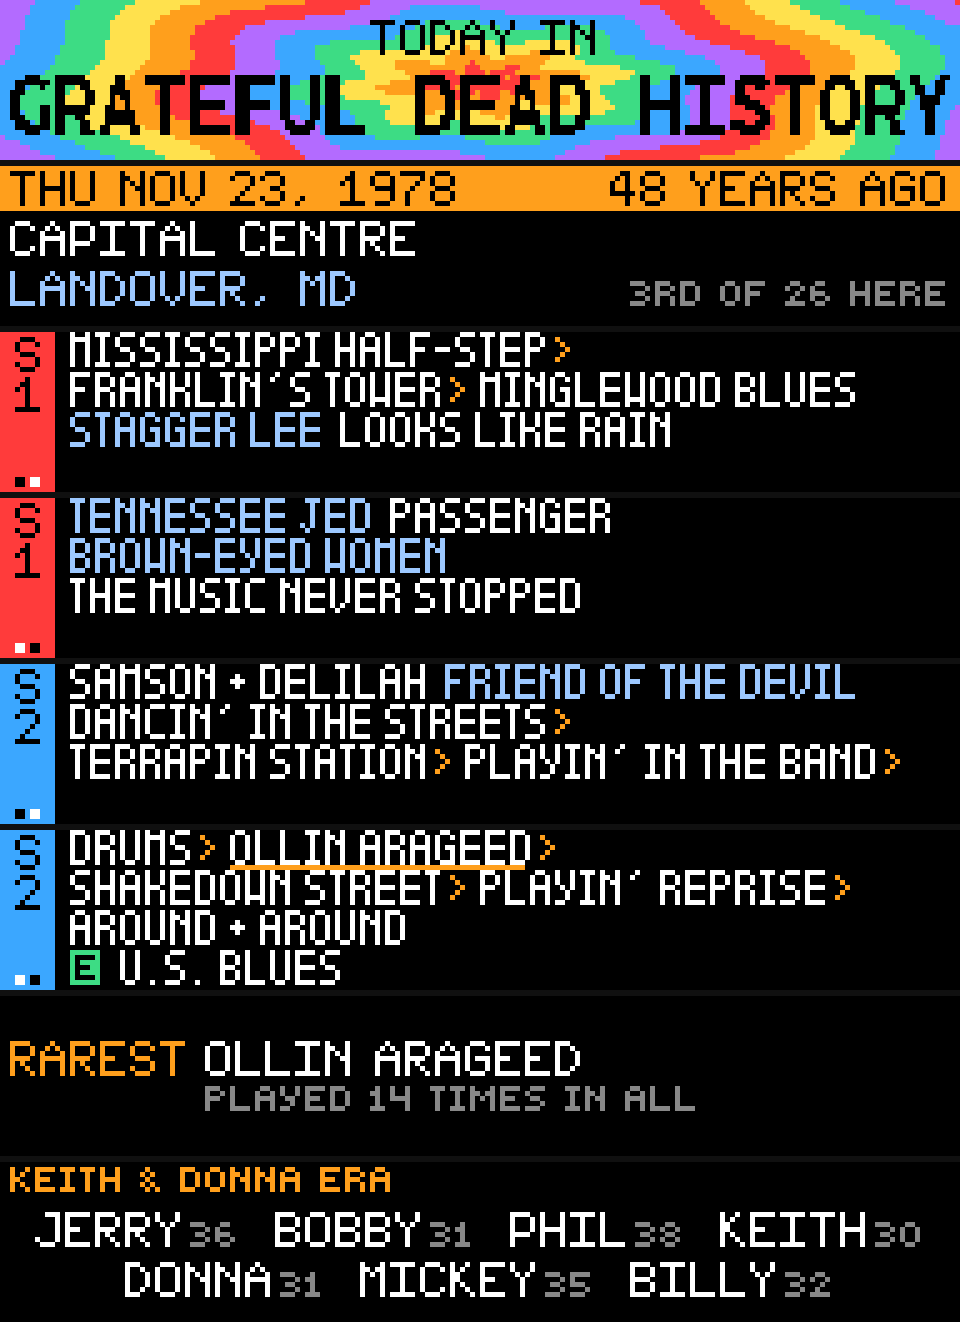 TODAY IN
GRATEFUL DEAD HISTORY
THU NOV 23, 1978 48 YEARS AGO
CAPITAL CENTRE
LANDOVER, MD 3RD OF 26 HERE
S1
MISSISSIPPI HALF-STEP>
FRANKLIN'S TOWER> MINGLEWOOD BLUES
STAGGER LEE LOOKS LIKE RAIN
S1
TENNESSEE JED PASSENGER
BROWN-EYED WOMEN
THE MUSIC NEVER STOPPED
S2
SAMSON + DELILAH FRIEND OF THE DEVIL
DANCIN' IN THE STREETS>
TERRAPIN STATION> PLAYIN' IN THE BAND>
S2
DRUMS> OLLIN ARAGEED>
SHAKEDOWN STREET> PLAYIN' REPRISE>
AROUND + AROUND
E U.S. BLUES
RAREST OLLIN ARAGEED
PLAYED 14 TIMES IN ALL
KEITH & DONNA ERA
JERRY 36 BOBBY 31 PHIL 38 KEITH 30
DONNA 31 MICKEY 35 BILLY 32